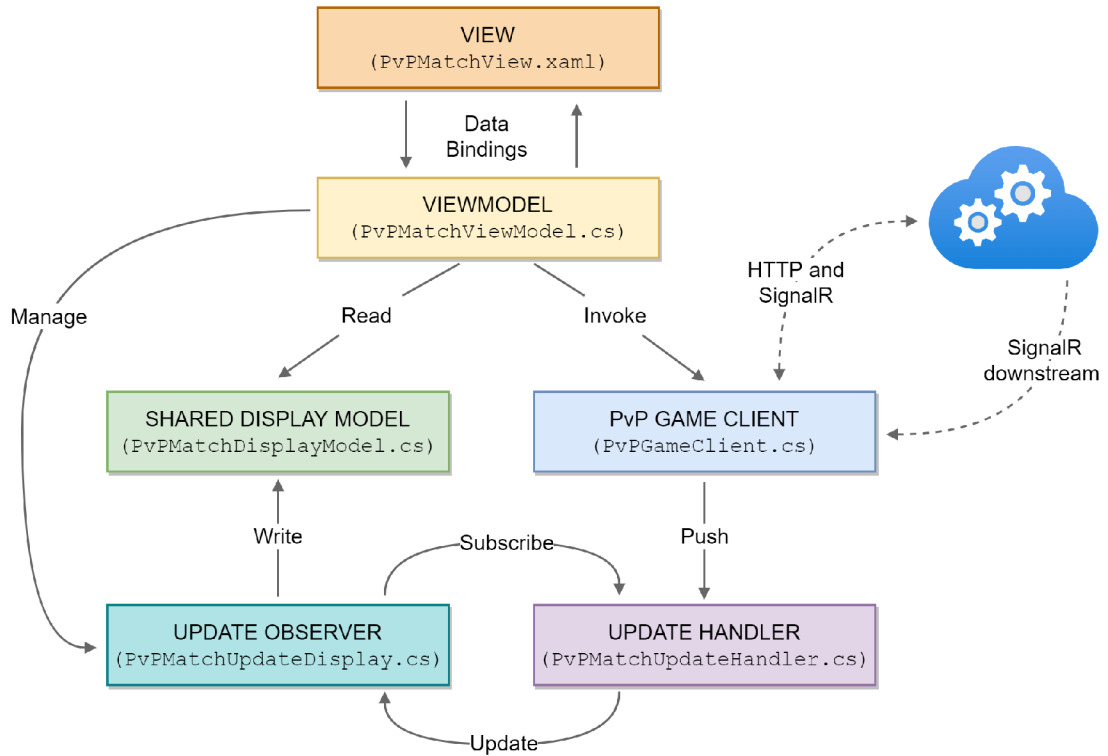 VIEW
(PvPMatchView.xaml)
Data
Bindings
VIEWMODEL
(PvPMatchViewModel.cs)
HTTP and
SignalR
Manage
Read
Invoke
SignalR
downstream
SHARED DISPLAY MODEL
(PvPMatchDisplayModel.cs)
PvP GAME CLIENT
(PvPGameClient.cs)
Write
Subscribe
Push
UPDATE OBSERVER
(PvPMatchUpdateDisplay.cs)
UPDATE HANDLER
(PvPMatchUpdateHandler.cs)
Update